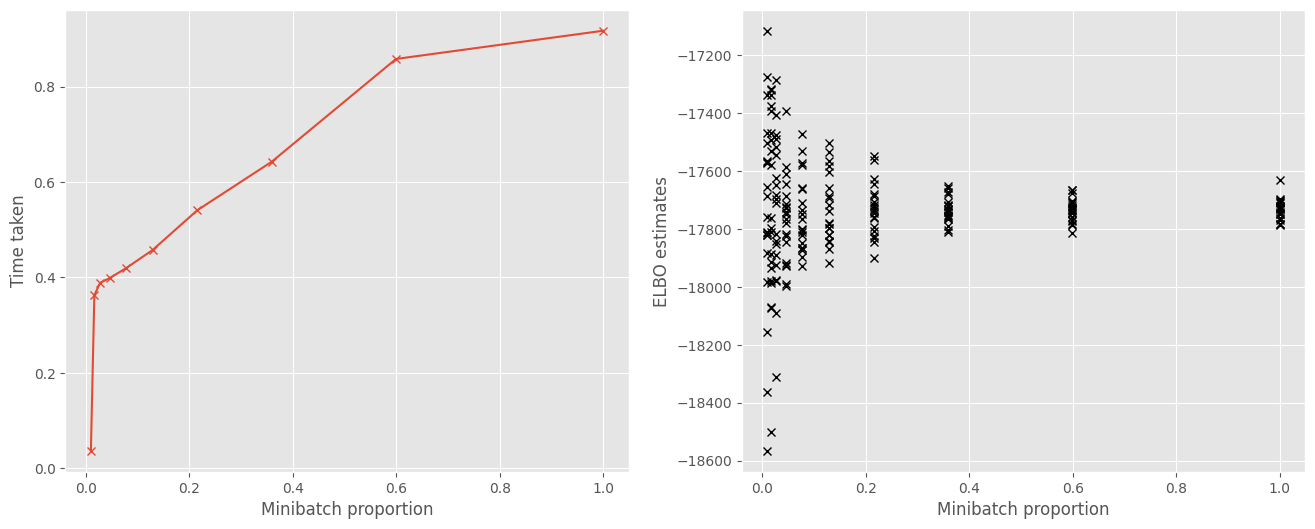 Time taken
0.8
0.6
0.4
0.2
0.0
0.0 0.2 0.4 0.6 0.8 1.0
Minibatch proportion
ELBO estimates
−17200
−17400
−17600
−17800
−18000
−18200
−18400
−18600
0.0 0.2 0.4 0.6 0.8 1.0
Minibatch proportion